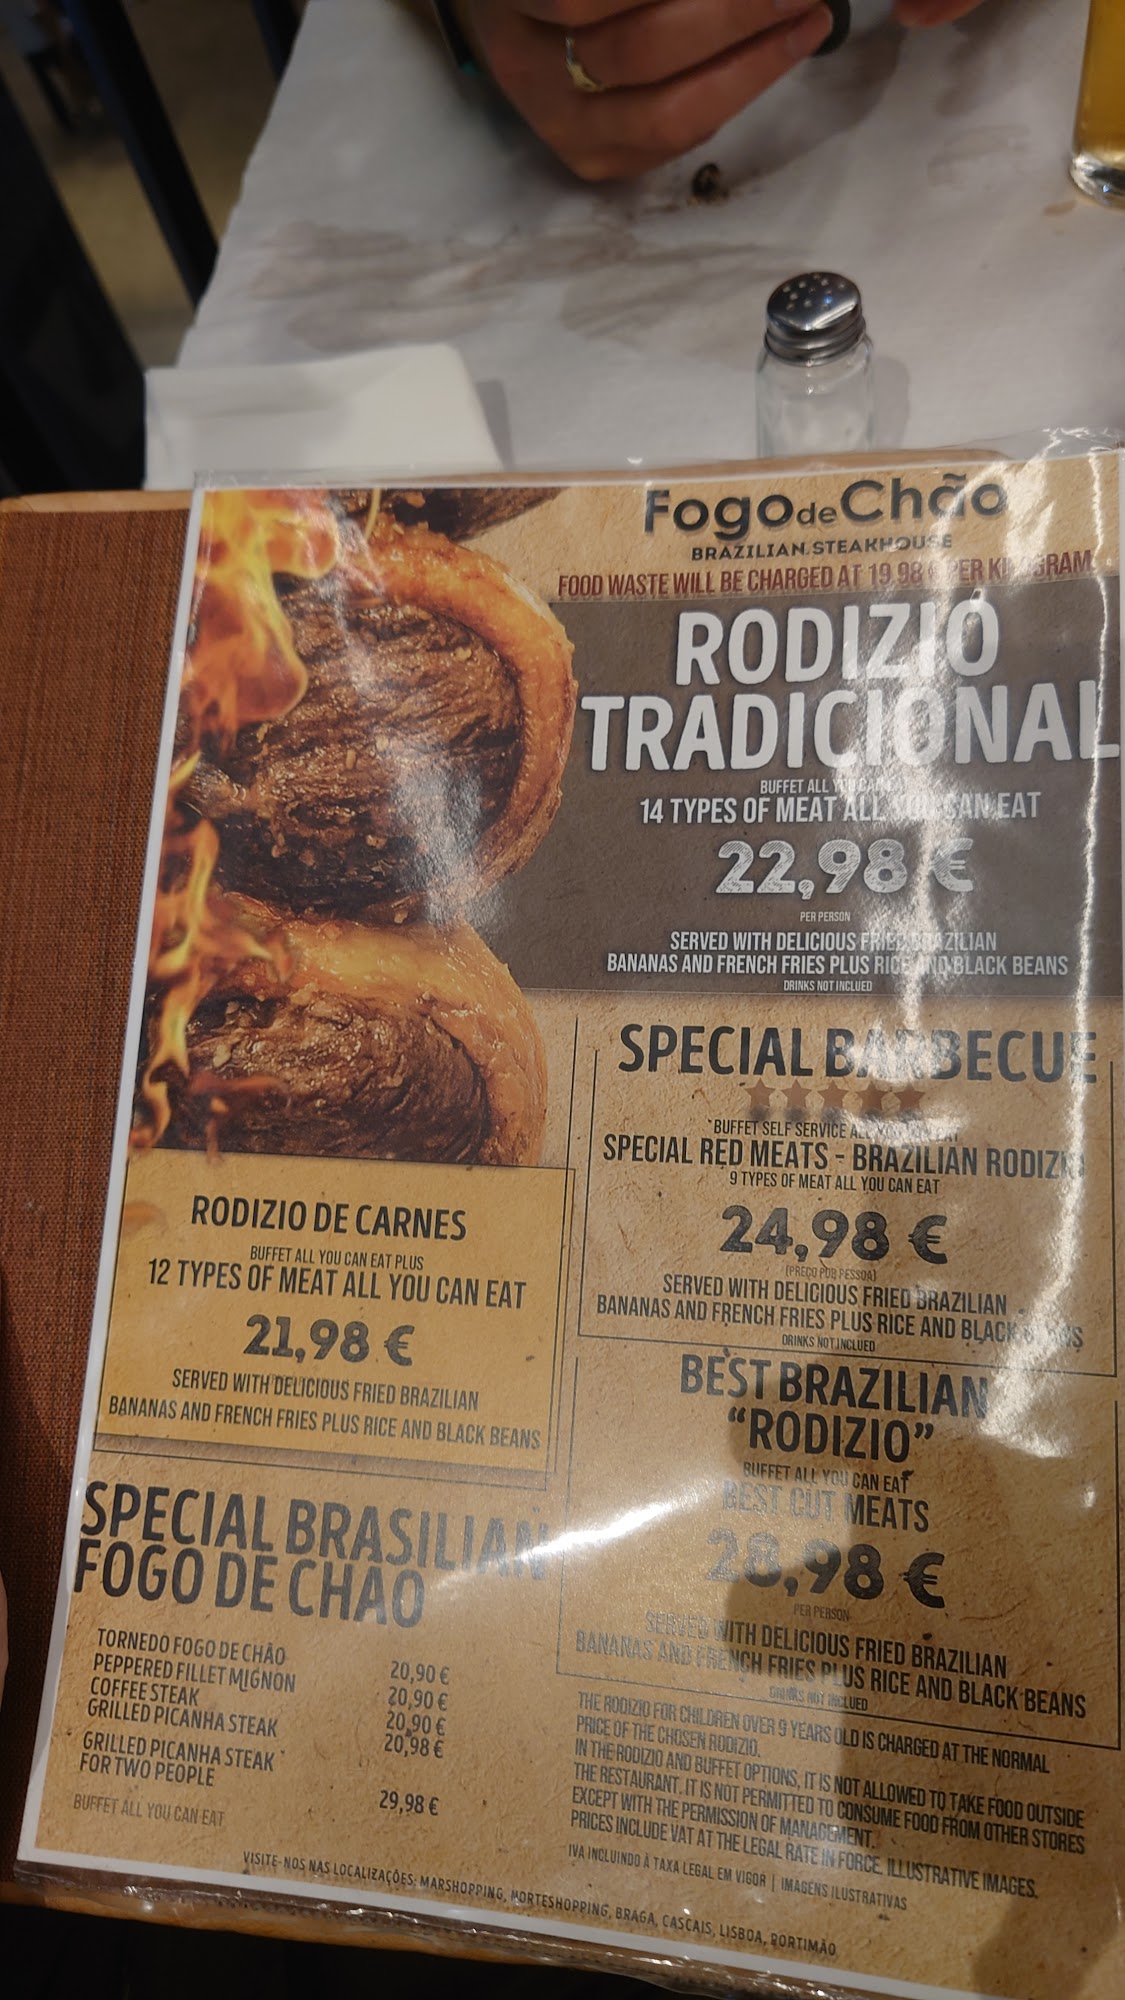 Fogo de Chão
BRAZILIAN STEAKHOUSE
FOOD WASTE WILL BE CHARGED AT 19.98 € PER KILOGRAM
RODIZIO
TRADICIONAL
BUFFET ALL YOU CAN
14 TYPES OF MEAT ALL YOU CAN EAT
22,98 €
PER PERSON
SERVED WITH DELICIOUS FRIED BRAZILIAN
BANANAS AND FRENCH FRIES PLUS RICE AND BLACK BEANS
DRINKS NOT INCLUED
SPECIAL BARBECUE
*BUFFET SELF SERVICE ALL YOU CAN EAT
SPECIAL RED MEATS - BRAZILIAN RODIZIO
9 TYPES OF MEAT ALL YOU CAN EAT
24,98 €
(PREÇO POR PESSOA)
SERVED WITH DELICIOUS FRIED BRAZILIAN
BANANAS AND FRENCH FRIES PLUS RICE AND BLACK BEANS
DRINKS NOT INCLUED
RODIZIO DE CARNES
BUFFET ALL YOU CAN EAT PLUS
12 TYPES OF MEAT ALL YOU CAN EAT
21,98 €
SERVED WITH DELICIOUS FRIED BRAZILIAN
BANANAS AND FRENCH FRIES PLUS RICE AND BLACK BEANS
BEST BRAZILIAN
"RODIZIO"
BUFFET ALL YOU CAN EAT
BEST CUT MEATS
28,98 €
PER PERSON
SERVED WITH DELICIOUS FRIED BRAZILIAN
BANANAS AND FRENCH FRIES PLUS RICE AND BLACK BEANS
DRINKS NOT INCLUED
SPECIAL BRASILIAN
FOGO DE CHAO
TORNEDO FOGO DE CHÃO 20,90 €
PEPPERED FILLET MIGNON 20,90 €
COFFEE STEAK 20,90 €
GRILLED PICANHA STEAK 20,98 €
GRILLED PICANHA STEAK
FOR TWO PEOPLE 29,98 €
BUFFET ALL YOU CAN EAT
THE RODIZIO FOR CHILDREN OVER 9 YEARS OLD IS CHARGED AT THE NORMAL
PRICE OF THE CHOSEN RODIZIO.
IN THE RODIZIO AND BUFFET OPTIONS, IT IS NOT ALLOWED TO TAKE FOOD OUTSIDE
THE RESTAURANT. IT IS NOT PERMITTED TO CONSUME FOOD FROM OTHER STORES
EXCEPT WITH THE PERMISSION OF MANAGEMENT.
PRICES INCLUDE VAT AT THE LEGAL RATE IN FORCE. ILLUSTRATIVE IMAGES.
IVA INCLUINDO À TAXA LEGAL EM VIGOR | IMAGENS ILUSTRATIVAS
VISITE-NOS NAS LOCALIZAÇÕES: MARSHOPPING, NORTESHOPPING, BRAGA, CASCAIS, LISBOA, PORTIMÃO